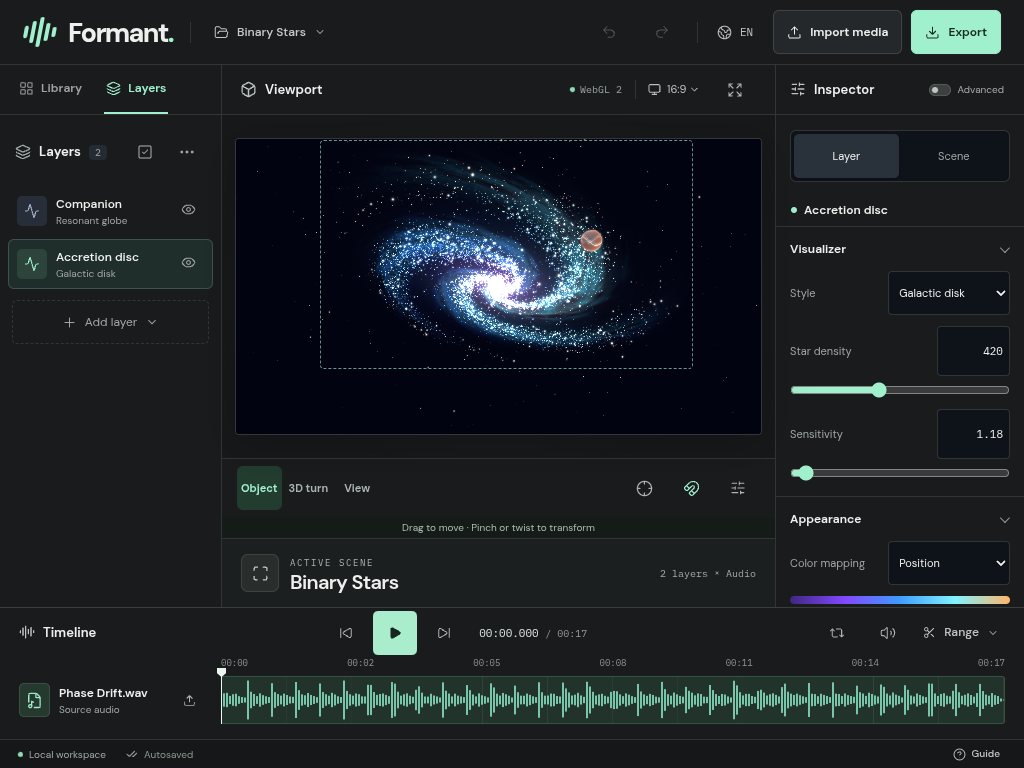 Formant.
Binary Stars
EN
Import media
Export
Library
Layers
Viewport
WebGL 2
16:9
Inspector
Advanced
Layers 2
Companion
Resonant globe
Accretion disc
Galactic disk
Add layer
Layer
Scene
Accretion disc
Visualizer
Style
Galactic disk
Star density
420
Sensitivity
1.18
Appearance
Color mapping
Position
Object
3D turn
View
Drag to move · Pinch or twist to transform
ACTIVE SCENE
Binary Stars
2 layers * Audio
Timeline
00:00.000 / 00:17
Range
00:00 00:02 00:05 00:08 00:11 00:14 00:17
Phase Drift.wav
Source audio
Local workspace
Autosaved
Guide